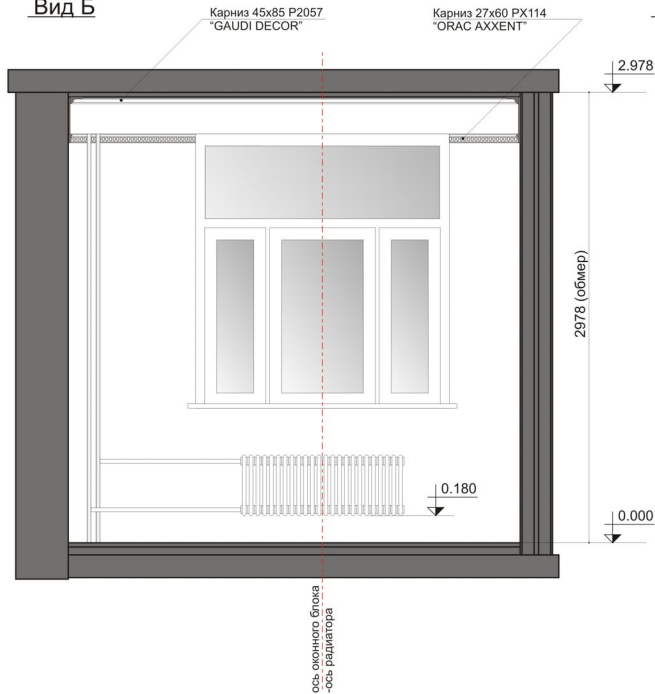 Вид Б
Карниз 45х85 P2057
“GAUDI DECOR”
Карниз 27х60 PX114
“ORAC AXXENT”
2.978
2978 (обмер)
0.180
0.000
ось оконного блока
-ось радиатора